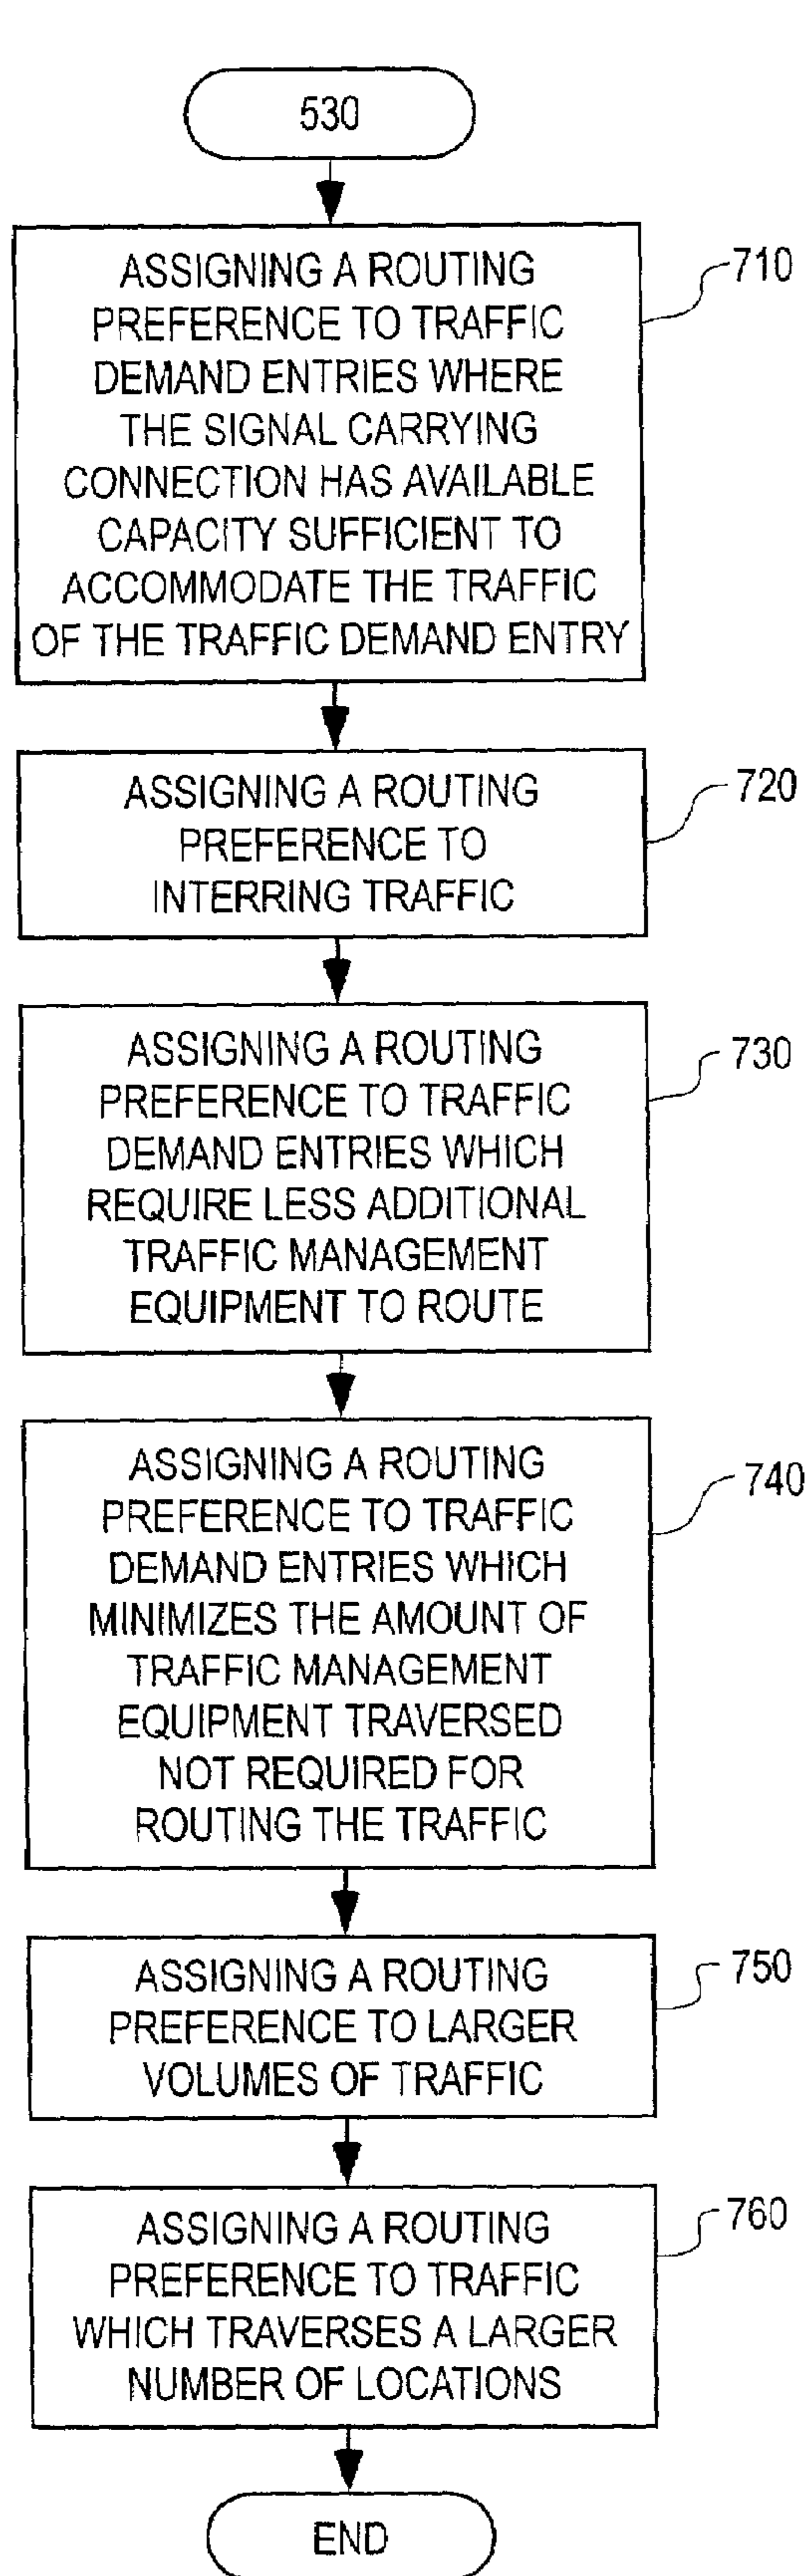 530
ASSIGNING A ROUTING
PREFERENCE TO TRAFFIC
DEMAND ENTRIES WHERE
THE SIGNAL CARRYING
CONNECTION HAS AVAILABLE
CAPACITY SUFFICIENT TO
ACCOMMODATE THE TRAFFIC
OF THE TRAFFIC DEMAND ENTRY
710
ASSIGNING A ROUTING
PREFERENCE TO
INTERRING TRAFFIC
720
ASSIGNING A ROUTING
PREFERENCE TO TRAFFIC
DEMAND ENTRIES WHICH
REQUIRE LESS ADDITIONAL
TRAFFIC MANAGEMENT
EQUIPMENT TO ROUTE
730
ASSIGNING A ROUTING
PREFERENCE TO TRAFFIC
DEMAND ENTRIES WHICH
MINIMIZES THE AMOUNT OF
TRAFFIC MANAGEMENT
EQUIPMENT TRAVERSED
NOT REQUIRED FOR
ROUTING THE TRAFFIC
740
ASSIGNING A ROUTING
PREFERENCE TO LARGER
VOLUMES OF TRAFFIC
750
ASSIGNING A ROUTING
PREFERENCE TO TRAFFIC
WHICH TRAVERSES A LARGER
NUMBER OF LOCATIONS
760
END